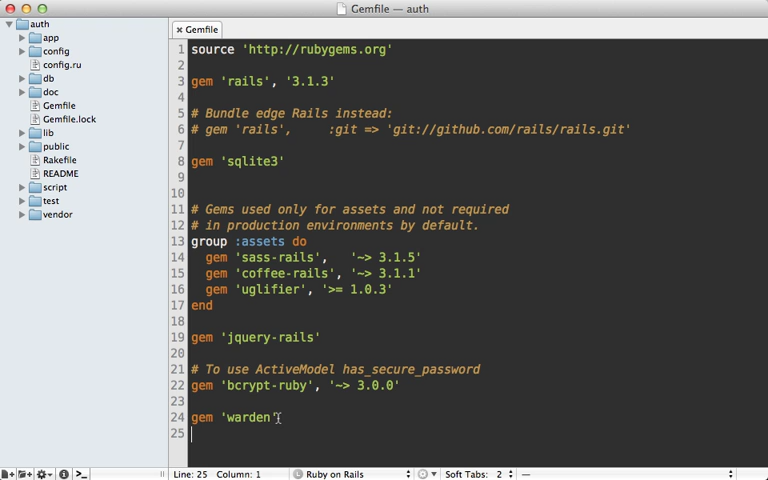 Gemfile — auth
auth
app
config
config.ru
db
doc
Gemfile
Gemfile.lock
lib
public
Rakefile
README
script
test
vendor
Gemfile
1 source 'http://rubygems.org'
2
3 gem 'rails', '3.1.3'
4
5 # Bundle edge Rails instead:
6 # gem 'rails',     :git => 'git://github.com/rails/rails.git'
7
8 gem 'sqlite3'
9
10
11 # Gems used only for assets and not required
12 # in production environments by default.
13 group :assets do
14   gem 'sass-rails',   '~> 3.1.5'
15   gem 'coffee-rails', '~> 3.1.1'
16   gem 'uglifier', '>= 1.0.3'
17 end
18
19 gem 'jquery-rails'
20
21 # To use ActiveModel has_secure_password
22 gem 'bcrypt-ruby', '~> 3.0.0'
23
24 gem 'warden'
25
Line: 25 Column: 1 L Ruby on Rails Soft Tabs: 2 —